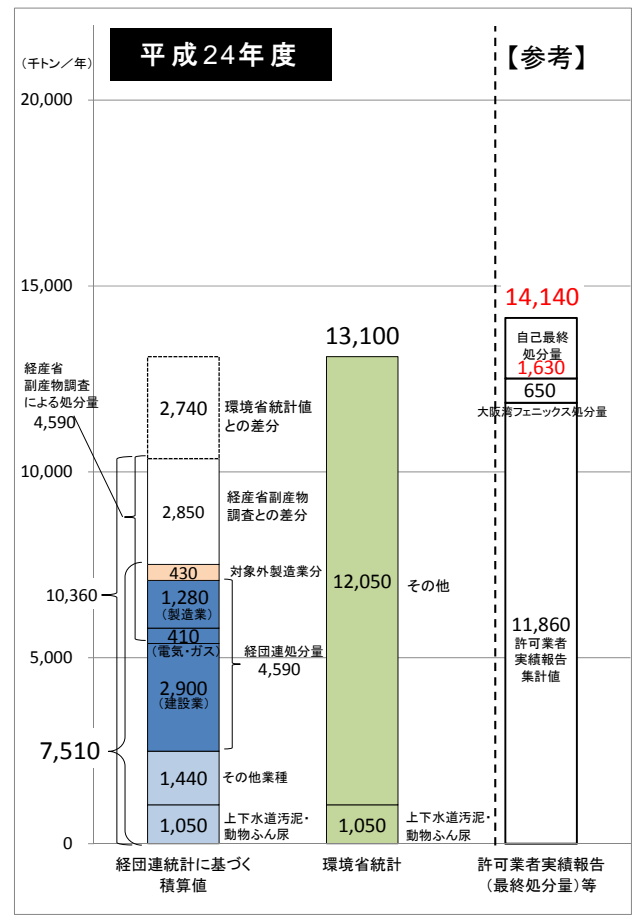 平成24年度
【参考】
(千トン/年)
20,000
15,000
10,000
5,000
0
経産省
副産物調査
による処分量
4,590
10,360
7,510
2,740
環境省統計値
との差分
2,850
経産省副産物
調査との差分
430
対象外製造業分
1,280
(製造業)
410
(電気・ガス)
2,900
(建設業)
経団連処分量
4,590
1,440
その他業種
1,050
上下水道汚泥・
動物ふん尿
経団連統計に基づく
積算値
13,100
12,050
その他
1,050
上下水道汚泥・
動物ふん尿
環境省統計
14,140
自己最終
処分量
1,630
650
大阪湾フェニックス処分量
11,860
許可業者
実績報告
集計値
許可業者実績報告
(最終処分量)等